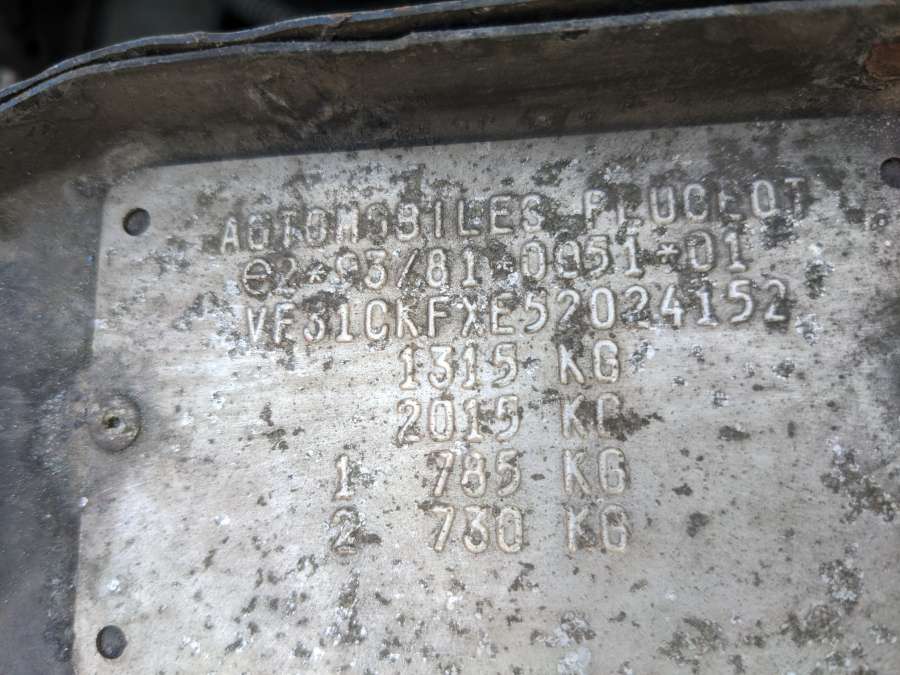 AUTOMOBILES PEUGEOT
e2*93/81*0051*01
VF31CKFXE52024152
1315 KG
2015 KG
1 785 KG
2 730 KG